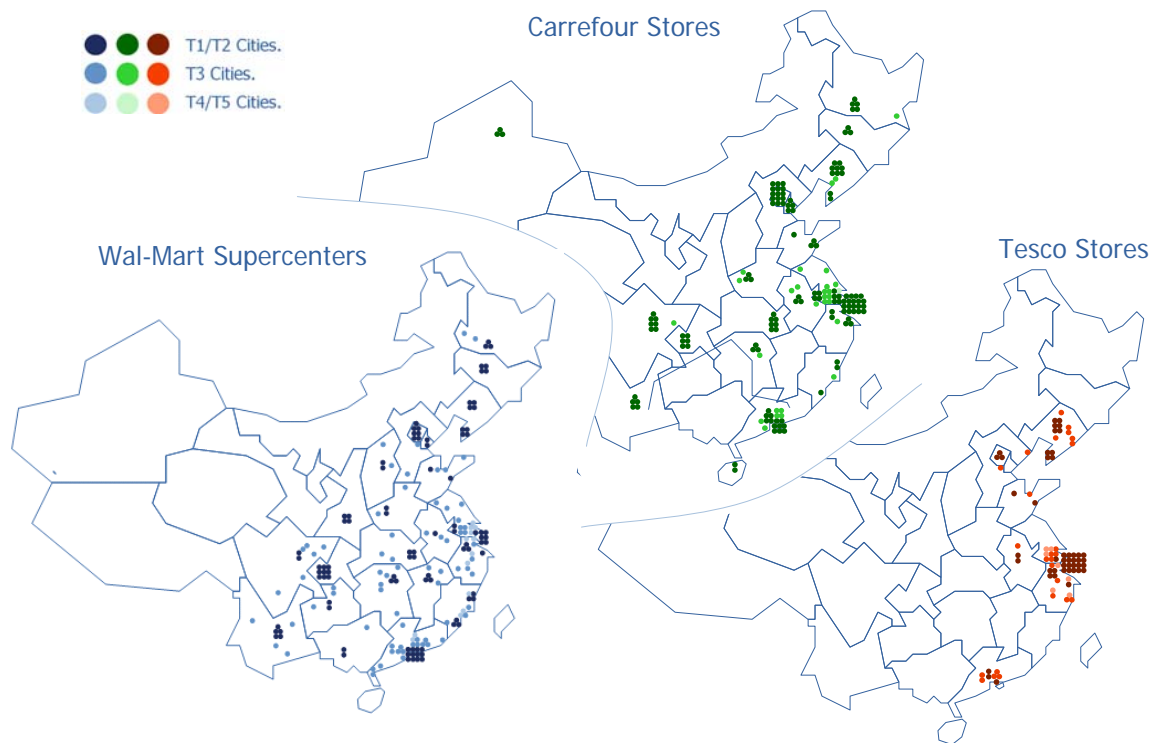 Carrefour Stores
T1/T2 Cities.
T3 Cities.
T4/T5 Cities.
Wal-Mart Supercenters
Tesco Stores